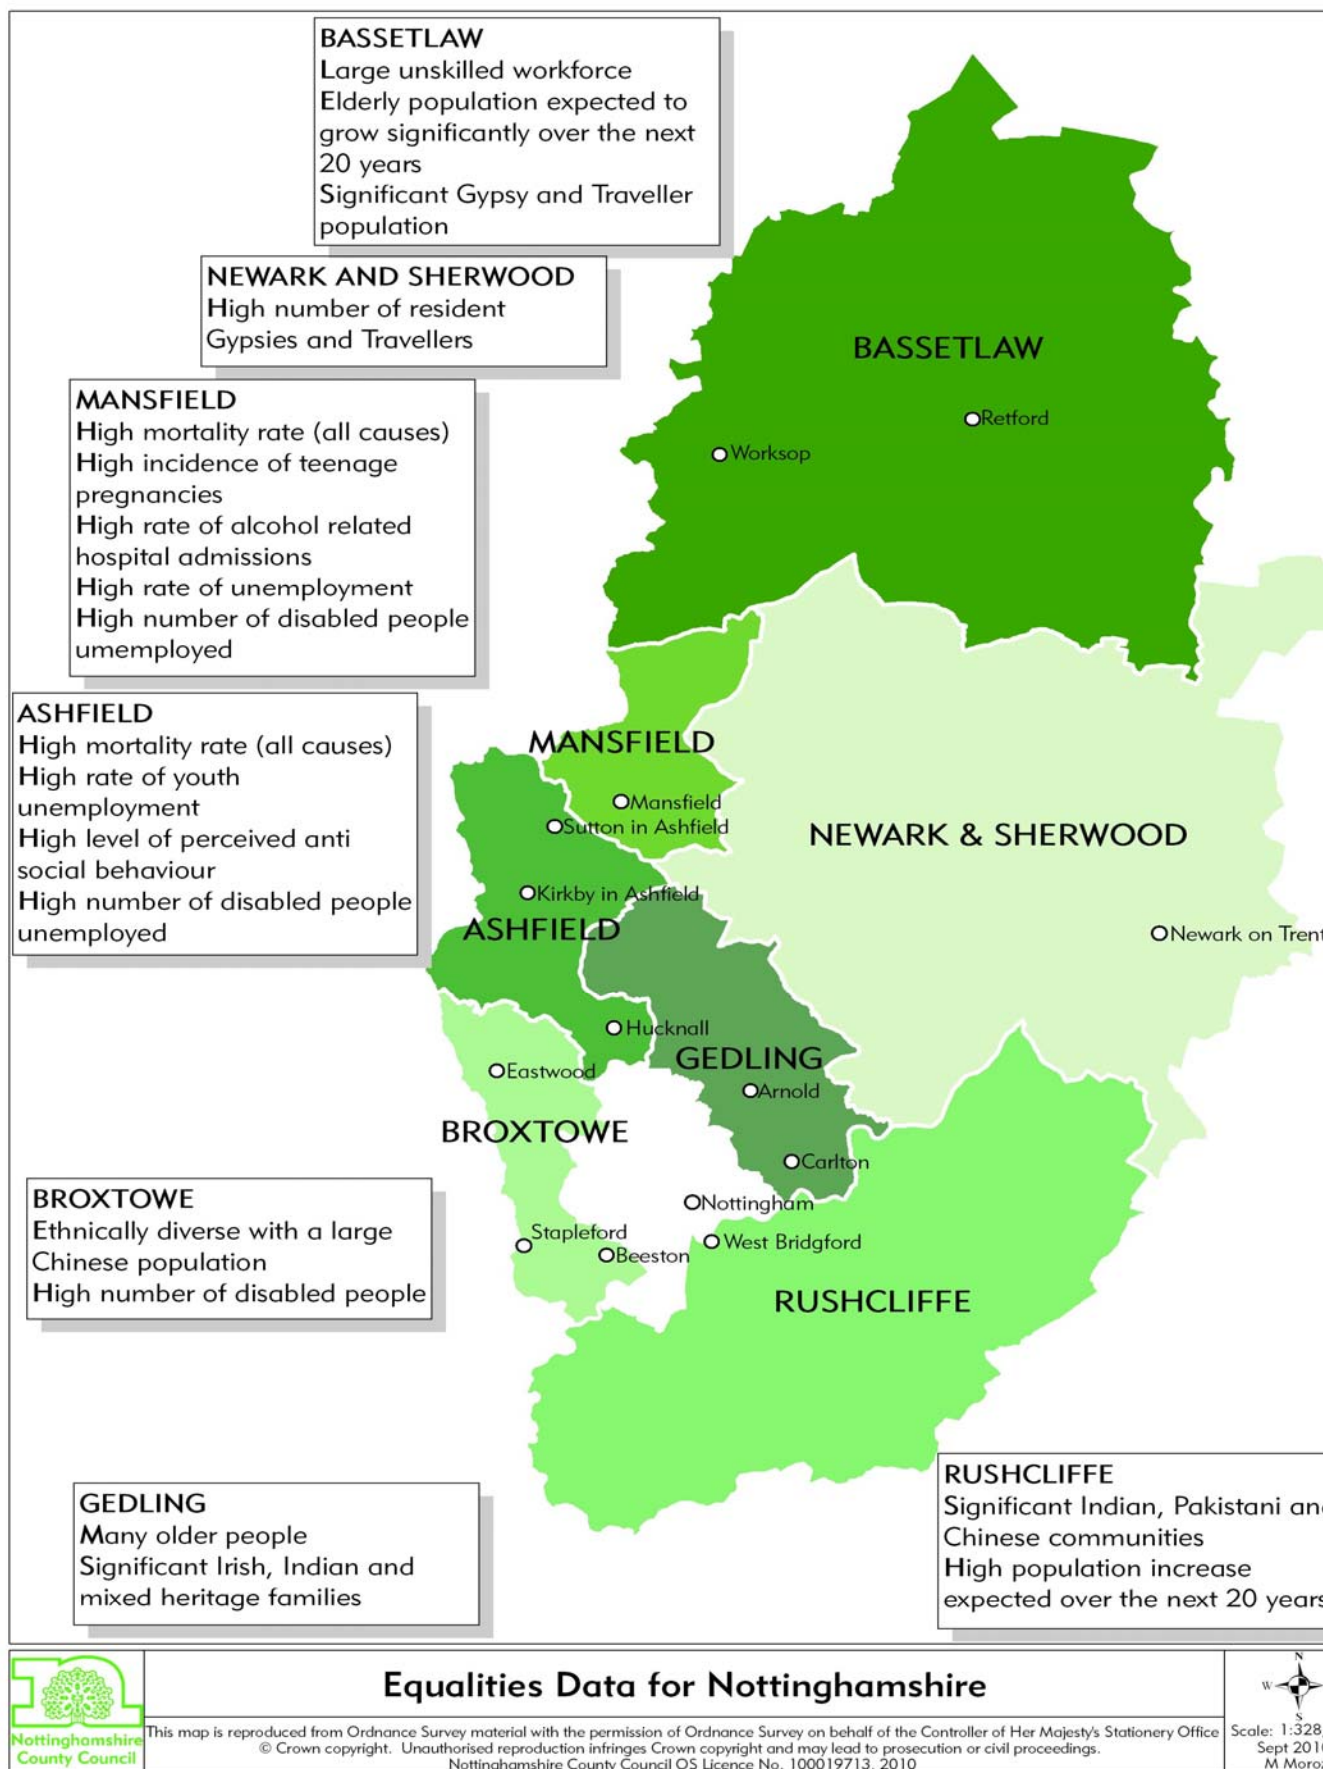 BASSETLAW
Large unskilled workforce
Elderly population expected to
grow significantly over the next
20 years
Significant Gypsy and Traveller
population
NEWARK AND SHERWOOD
High number of resident
Gypsies and Travellers
MANSFIELD
High mortality rate (all causes)
High incidence of teenage
pregnancies
High rate of alcohol related
hospital admissions
High rate of unemployment
High number of disabled people
umemployed
ASHFIELD
High mortality rate (all causes)
High rate of youth
unemployment
High level of perceived anti
social behaviour
High number of disabled people
unemployed
BASSETLAW
Retford
Worksop
MANSFIELD
Mansfield
Sutton in Ashfield
NEWARK & SHERWOOD
Kirkby in Ashfield
ASHFIELD
Newark on Trent
Hucknall
GEDLING
Eastwood
Arnold
BROXTOWE
Carlton
Nottingham
Stapleford
West Bridgford
Beeston
RUSHCLIFFE
BROXTOWE
Ethnically diverse with a large
Chinese population
High number of disabled people
GEDLING
Many older people
Significant Irish, Indian and
mixed heritage families
RUSHCLIFFE
Significant Indian, Pakistani and
Chinese communities
High population increase
expected over the next 20 years
Nottinghamshire
County Council
Equalities Data for Nottinghamshire
This map is reproduced from Ordnance Survey material with the permission of Ordnance Survey on behalf of the Controller of Her Majesty's Stationery Office
© Crown copyright. Unauthorised reproduction infringes Crown copyright and may lead to prosecution or civil proceedings.
Nottinghamshire County Council OS Licence No. 100019713, 2010
N
W
S
Scale: 1:328,
Sept 2010
M Moroz